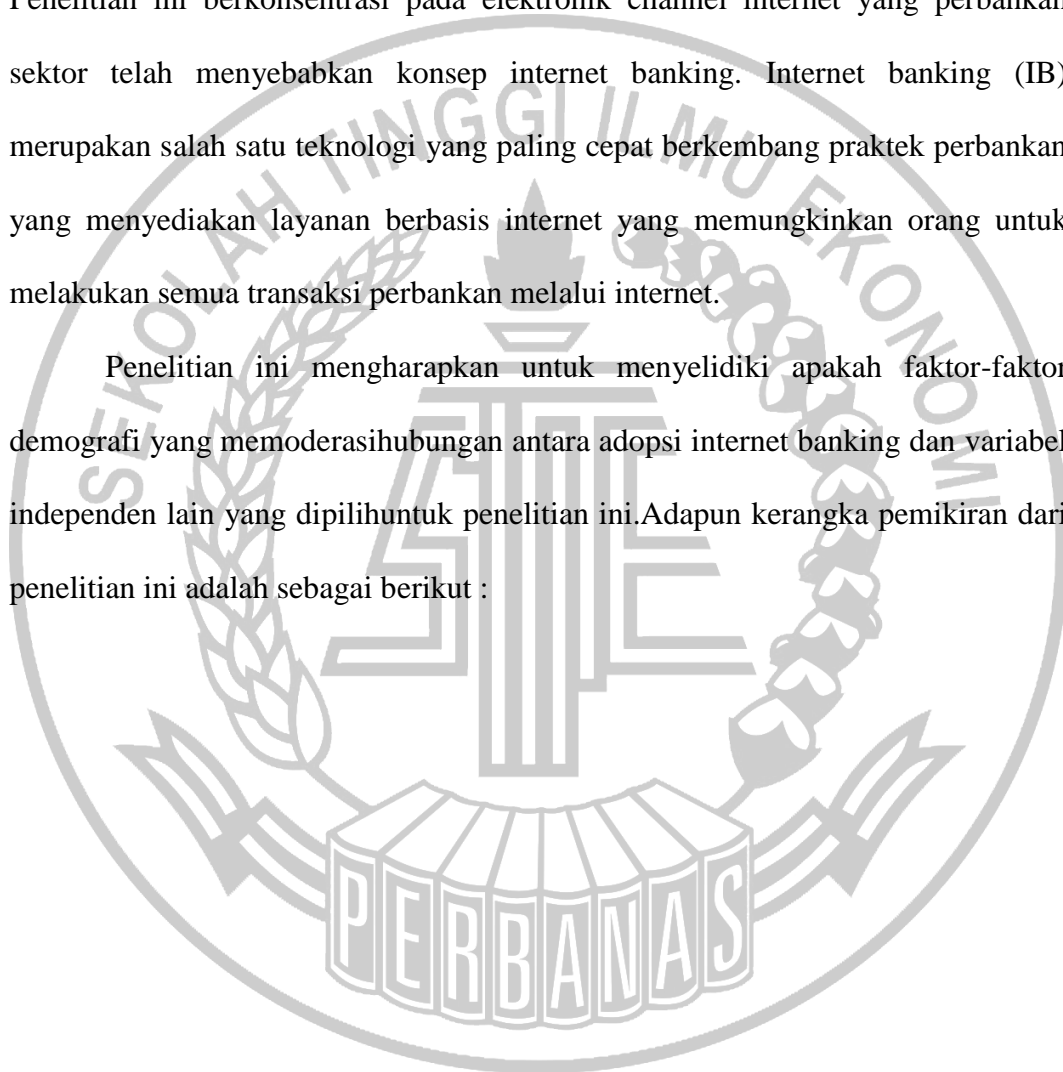 Penelitian ini berkonsentrasi pada elektronik channel internet yang perbankan
sektor telah menyebabkan konsep internet banking. Internet banking (IB)
merupakan salah satu teknologi yang paling cepat berkembang praktek perbankan
yang menyediakan layanan berbasis internet yang memungkinkan orang untuk
melakukan semua transaksi perbankan melalui internet.
Penelitian ini mengharapkan untuk menyelidiki apakah faktor-faktor
demografi yang memoderasihubungan antara adopsi internet banking dan variabel
independen lain yang dipilihuntuk penelitian ini.Adapun kerangka pemikiran dari
penelitian ini adalah sebagai berikut :
SEKOLAH TINGGI ILMU EKONOMI
PERBANAS